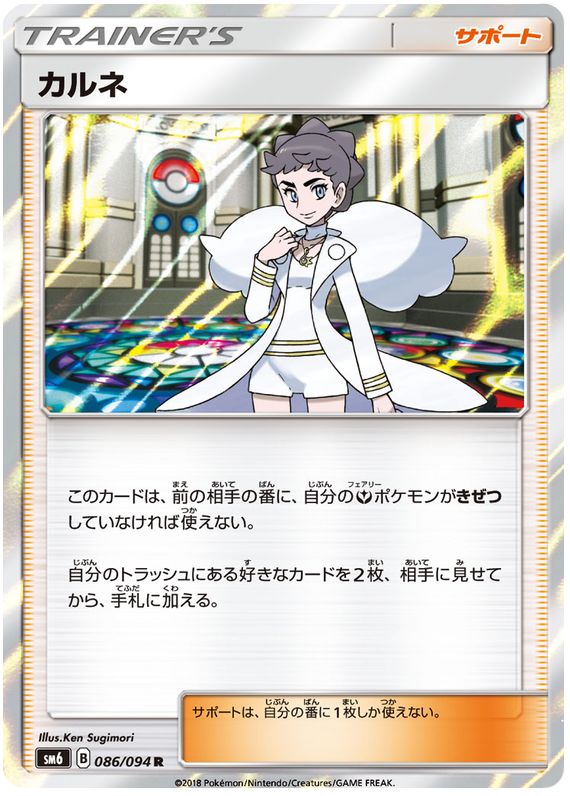 TRAINER'S
サポート
カルネ
このカードは、前の相手の番に、自分のポケモンがきぜつ
していなければ使えない。
自分のトラッシュにある好きなカードを2枚、相手に見せて
から、手札に加える。
サポートは、自分の番に1枚しか使えない。
Illus.Ken Sugimori
SM6 B 086/094 R
©2018 Pokémon/Nintendo/Creatures/GAME FREAK.